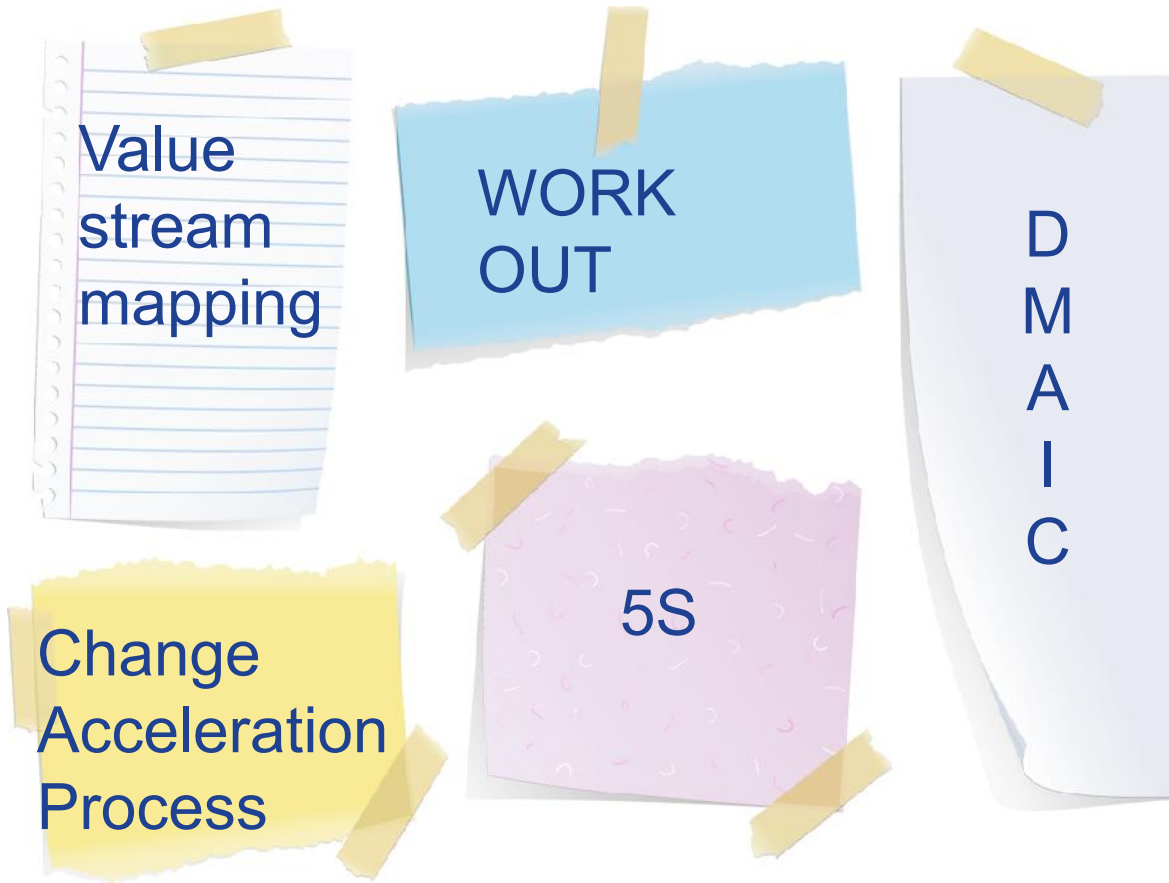 Value
stream
mapping
WORK
OUT
D
M
A
I
C
Change
Acceleration
Process
5S